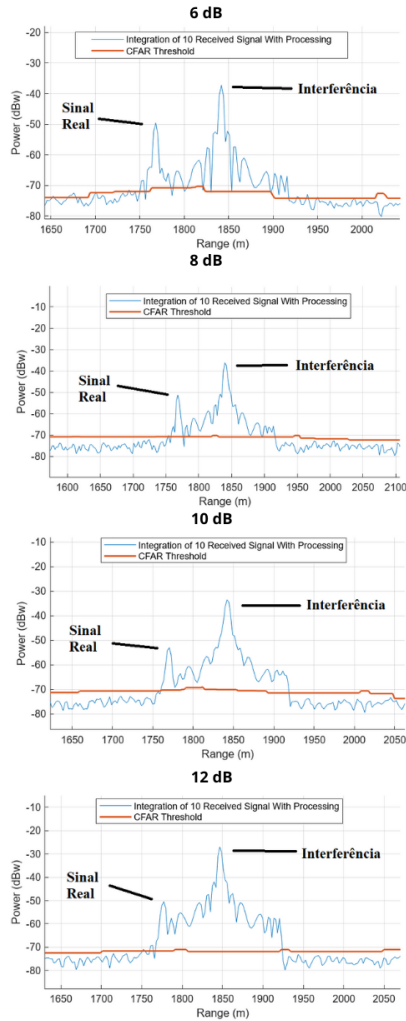 6 dB
Integration of 10 Received Signal With Processing
CFAR Threshold
Interferência
Sinal
Real
Power (dBw)
-20
-30
-40
-50
-60
-70
-80
1650 1700 1750 1800 1850 1900 1950 2000
Range (m)
8 dB
Integration of 10 Received Signal With Processing
CFAR Threshold
Interferência
Sinal
Real
Power (dBw)
-10
-20
-30
-40
-50
-60
-70
-80
1600 1650 1700 1750 1800 1850 1900 1950 2000 2050 2100
Range (m)
10 dB
Integration of 10 Received Signal With Processing
CFAR Threshold
Interferência
Sinal
Real
Power (dBw)
-10
-20
-30
-40
-50
-60
-70
-80
1650 1700 1750 1800 1850 1900 1950 2000 2050
Range (m)
12 dB
Integration of 10 Received Signal With Processing
CFAR Threshold
Interferência
Sinal
Real
Power (dBw)
-10
-20
-30
-40
-50
-60
-70
-80
1650 1700 1750 1800 1850 1900 1950 2000 2050
Range (m)